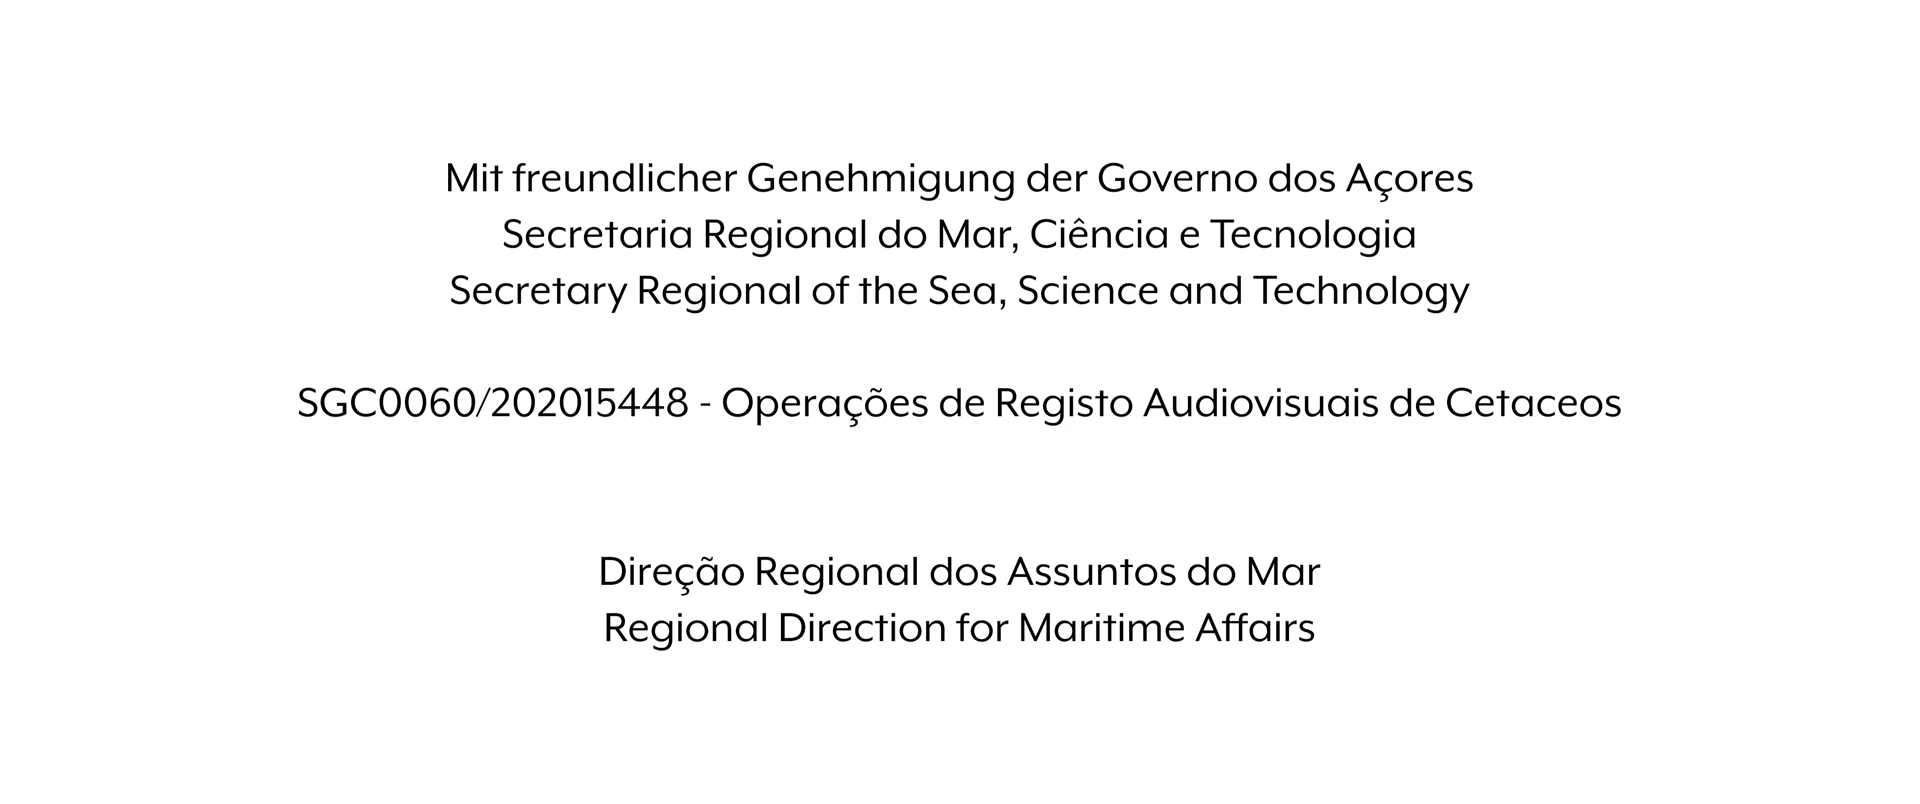 Mit freundlicher Genehmigung der Governo dos Açores
Secretaria Regional do Mar, Ciência e Tecnologia
Secretary Regional of the Sea, Science and Technology
SGC0060/202015448 - Operações de Registo Audiovisuais de Cetaceos
Direção Regional dos Assuntos do Mar
Regional Direction for Maritime Affairs